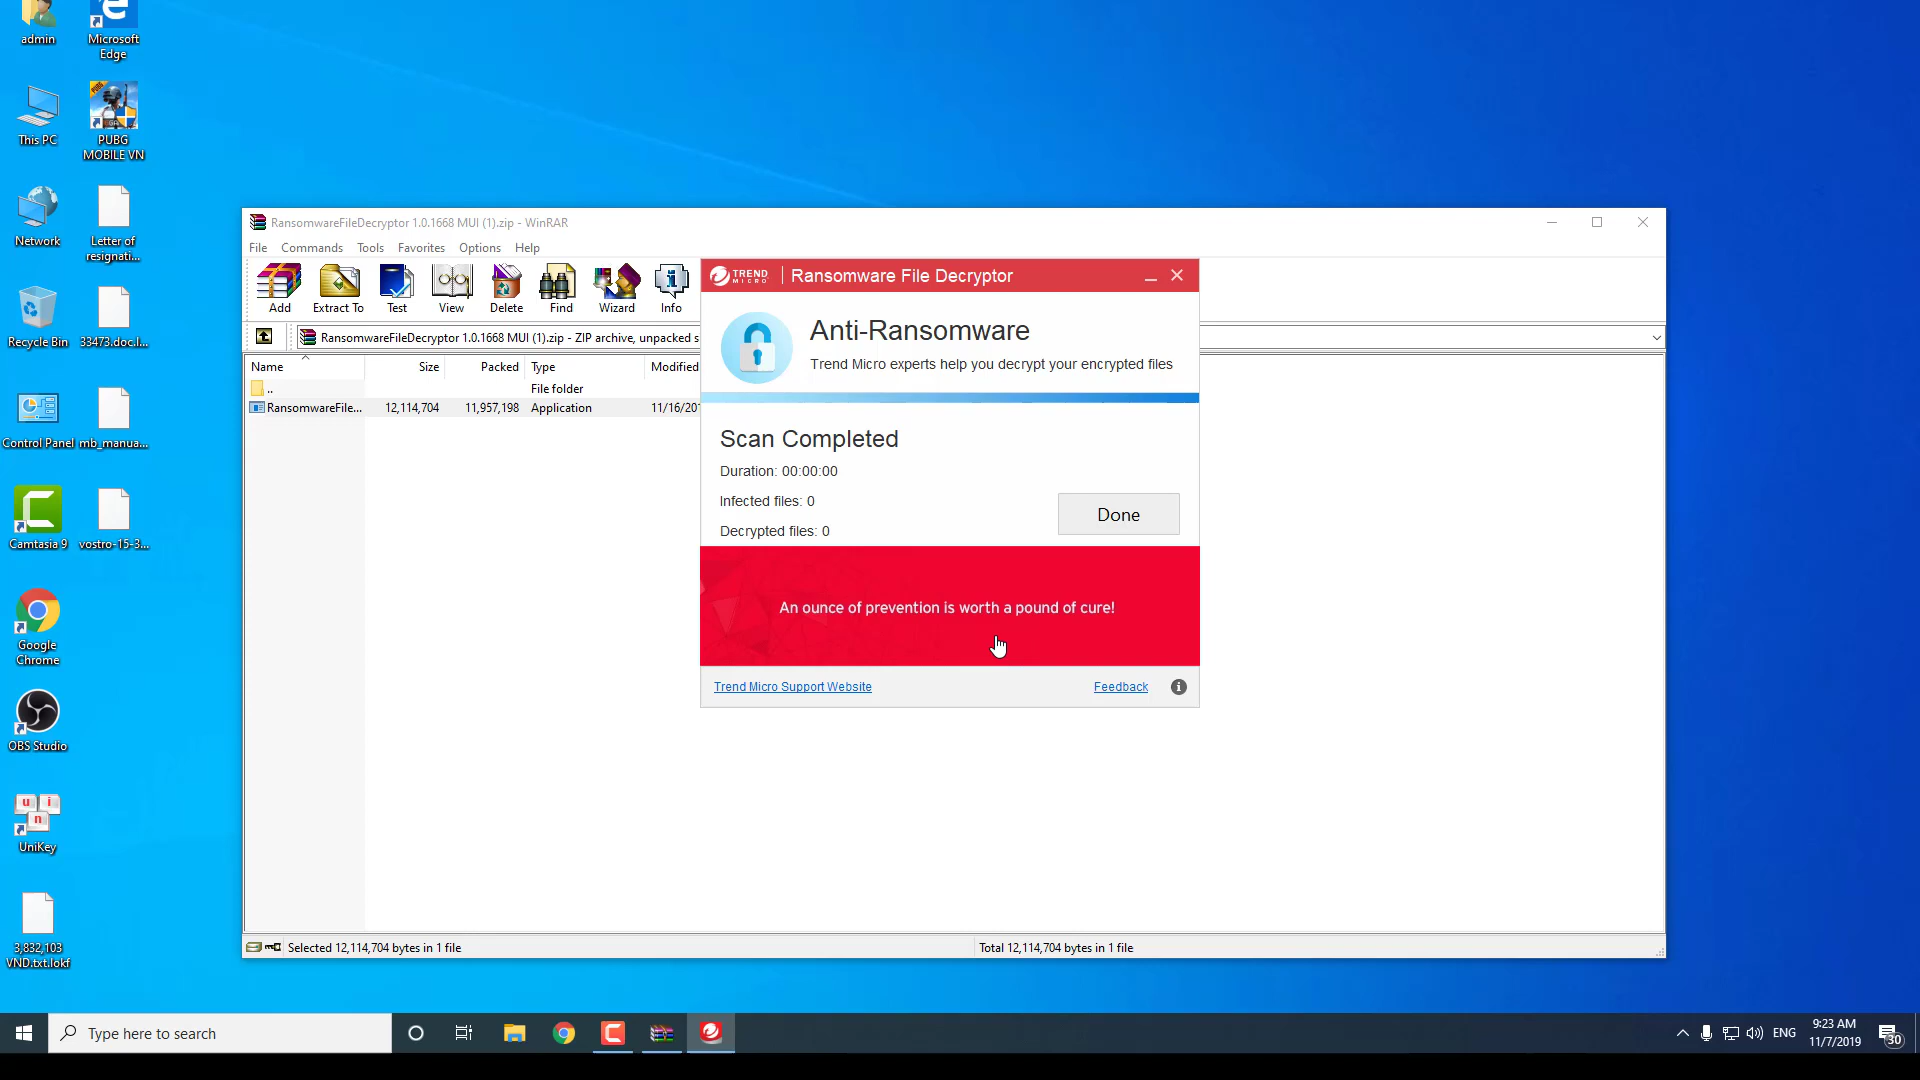 admin
Microsoft
Edge
This PC
PUBG
MOBILE VN
Network
Letter of
resignati...
Recycle Bin
33473.doc.l...
Control Panel
mb_manua...
Camtasia 9
vostro-15-3...
Google
Chrome
OBS Studio
UniKey
3,832,103
VND.txt.lokf
RansomwareFileDecryptor 1.0.1668 MUI (1).zip - WinRAR
File Commands Tools Favorites Options Help
Add Extract To Test View Delete Find Wizard Info
RansomwareFileDecryptor 1.0.1668 MUI (1).zip - ZIP archive, unpacked s
Name Size Packed Type Modified
.. File folder
RansomwareFile... 12,114,704 11,957,198 Application 11/16/20
Selected 12,114,704 bytes in 1 file
Total 12,114,704 bytes in 1 file
TREND
MICRO
Ransomware File Decryptor
Anti-Ransomware
Trend Micro experts help you decrypt your encrypted files
Scan Completed
Duration: 00:00:00
Infected files: 0
Decrypted files: 0
Done
An ounce of prevention is worth a pound of cure!
Trend Micro Support Website
Feedback
Type here to search
ENG
9:23 AM
11/7/2019
30